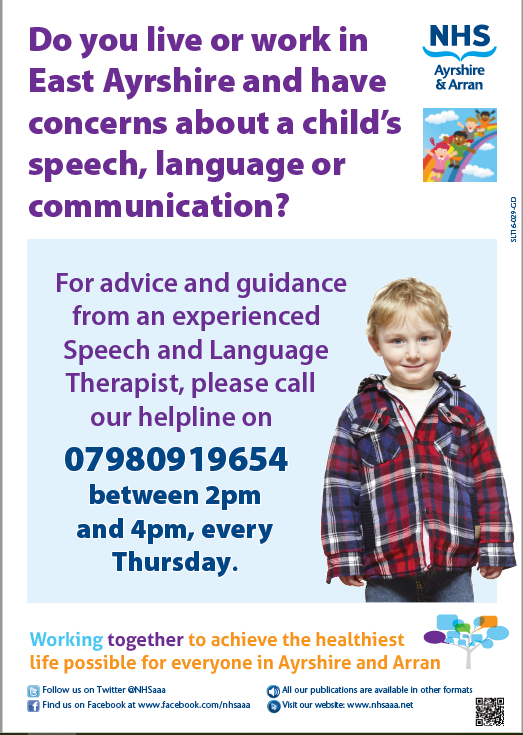 Do you live or work in
East Ayrshire and have
concerns about a child's
speech, language or
communication?
NHS
Ayrshire
& Arran
SLT16-029-GD
For advice and guidance
from an experienced
Speech and Language
Therapist, please call
our helpline on
07980919654
between 2pm
and 4pm, every
Thursday.
Working together to achieve the healthiest
life possible for everyone in Ayrshire and Arran
Follow us on Twitter @NHSaaa
Find us on Facebook at www.facebook.com/nhsaaa
All our publications are available in other formats
Visit our website: www.nhsaaa.net